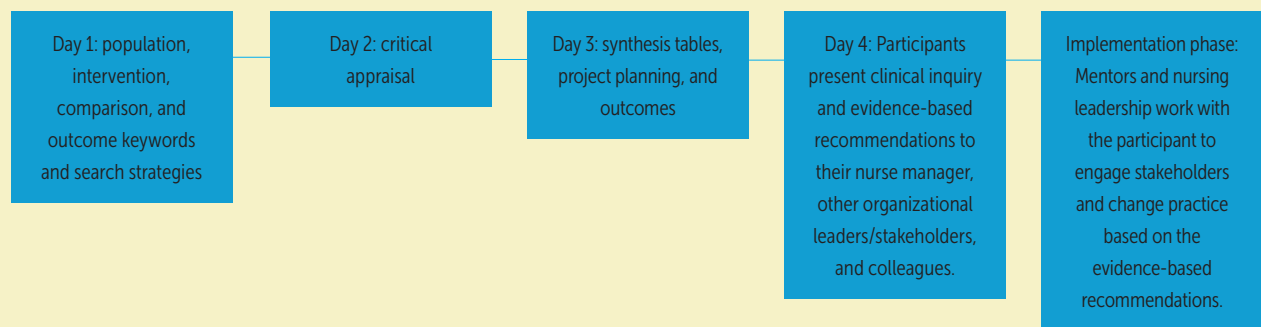 Day 1: population,
intervention,
comparison, and
outcome keywords
and search strategies
Day 2: critical
appraisal
Day 3: synthesis tables,
project planning, and
outcomes
Day 4: Participants
present clinical inquiry
and evidence-based
recommendations to
their nurse manager,
other organizational
leaders/stakeholders,
and colleagues.
Implementation phase:
Mentors and nursing
leadership work with
the participant to
engage stakeholders
and change practice
based on the
evidence-based
recommendations.